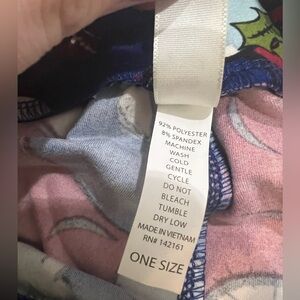 92% POLYESTER
8% SPANDEX
MACHINE
WASH
COLD
GENTLE
CYCLE
DO NOT
BLEACH
TUMBLE
DRY LOW
MADE IN VIETNAM
RN# 142161
ONE SIZE